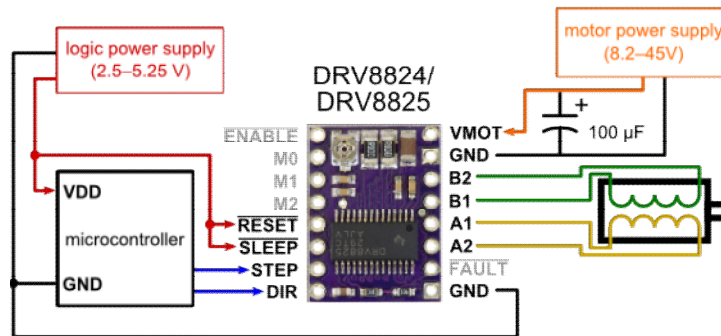 logic power supply
(2.5–5.25 V)
motor power supply
(8.2–45V)
DRV8824/
DRV8825
+
100 µF
ENABLE
M0
M1
M2
RESET
SLEEP
STEP
DIR
VMOT
GND
B2
B1
A1
A2
FAULT
GND
VDD
microcontroller
GND